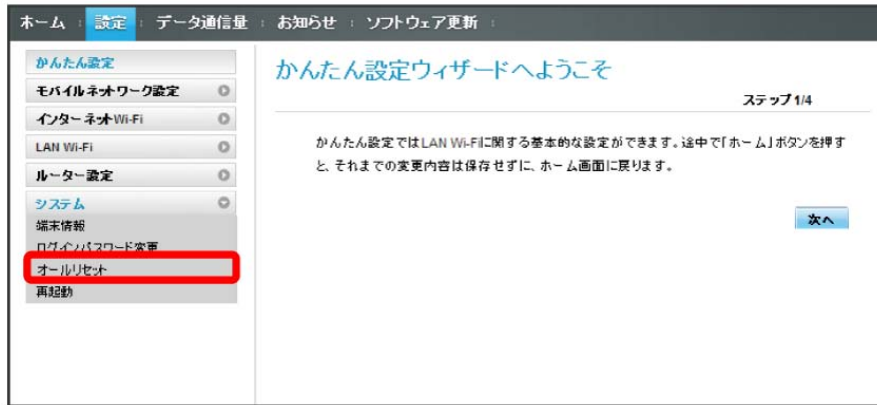 ホーム 設定 データ通信量 お知らせ ソフトウェア更新
かんたん設定
モバイルネットワーク設定
インターネットWi-Fi
LAN Wi-Fi
ルーター設定
システム
端末情報
ログインパスワード変更
オールリセット
再起動
かんたん設定ウィザードへようこそ
ステップ1/4
かんたん設定ではLAN Wi-Fiに関する基本的な設定ができます。途中で「ホーム」ボタンを押す
と、それまでの変更内容は保存せずに、ホーム画面に戻ります。
次へ